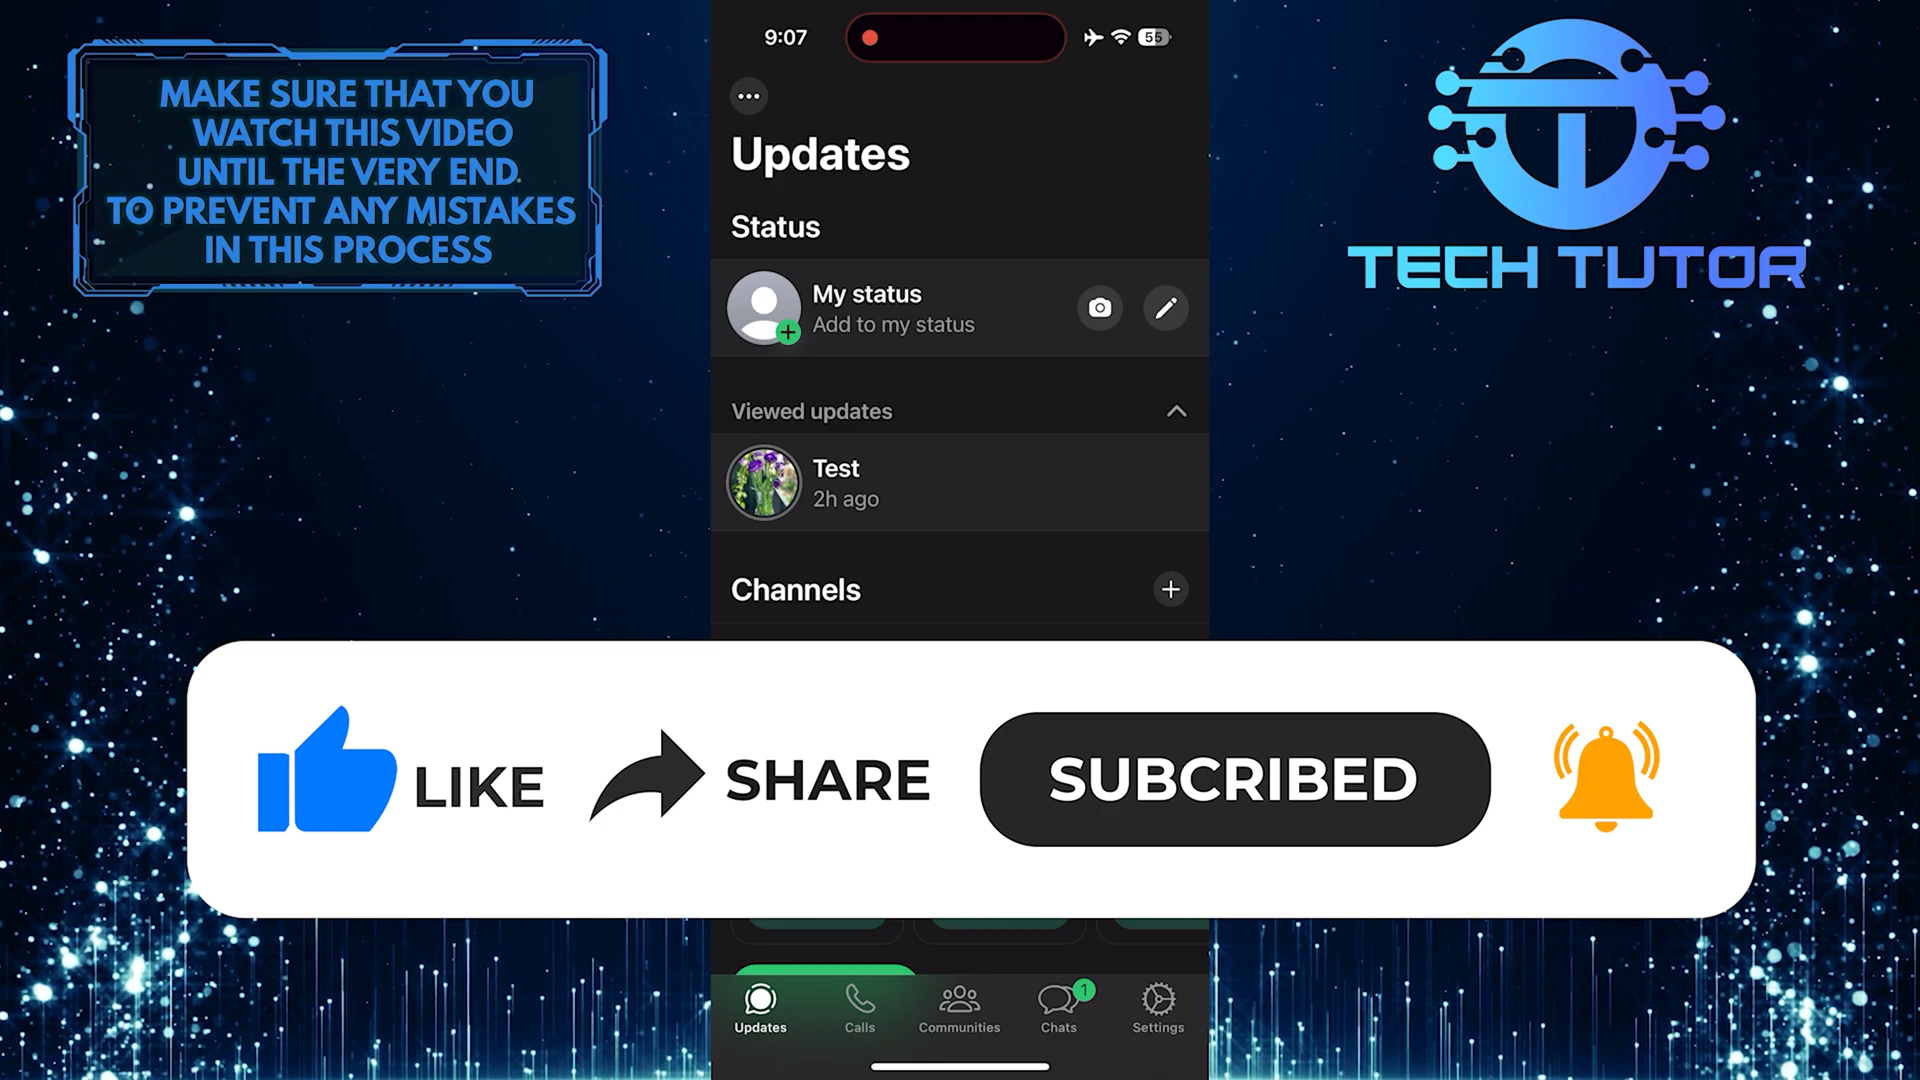 MAKE SURE THAT YOU
WATCH THIS VIDEO
UNTIL THE VERY END
TO PREVENT ANY MISTAKES
IN THIS PROCESS
9:07
55
Updates
Status
My status
Add to my status
Viewed updates
Test
2h ago
Channels
TECH TUTOR
LIKE
SHARE
SUBCRIBED
Updates
Calls
Communities
1
Chats
Settings